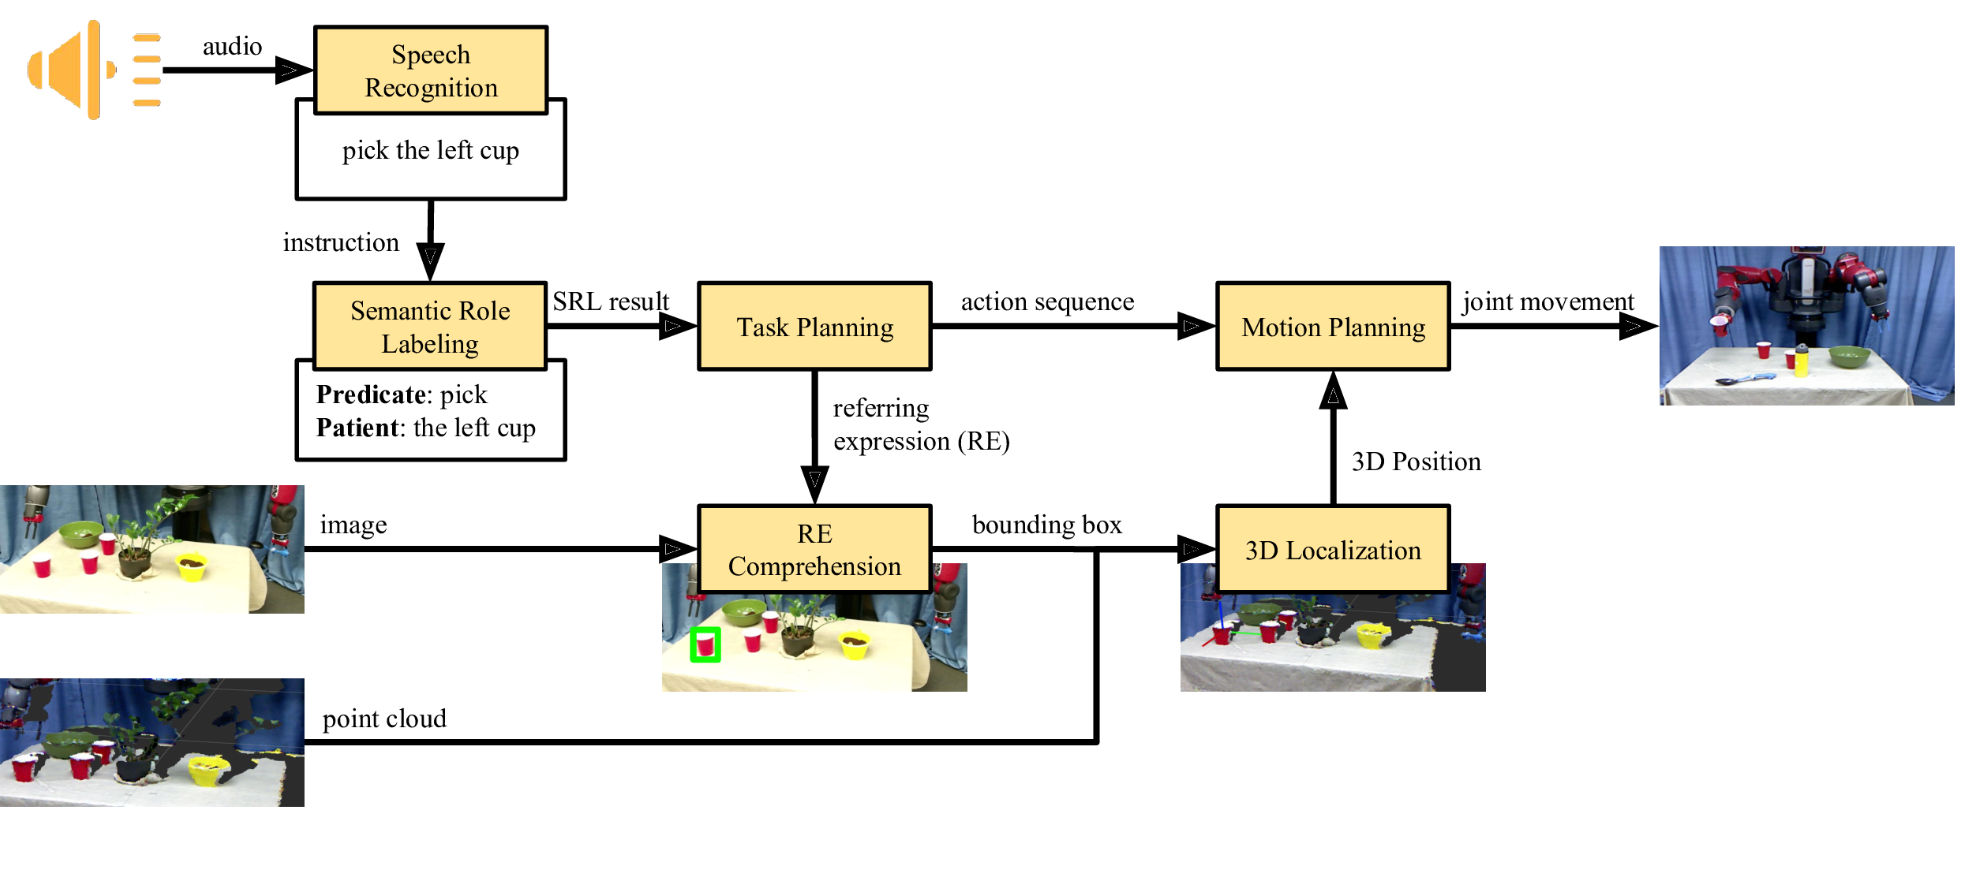 audio
Speech
Recognition
pick the left cup
instruction
Semantic Role
Labeling
SRL result
Task Planning
action sequence
Motion Planning
joint movement
Predicate: pick
Patient: the left cup
referring
expression (RE)
3D Position
image
RE
Comprehension
bounding box
3D Localization
point cloud